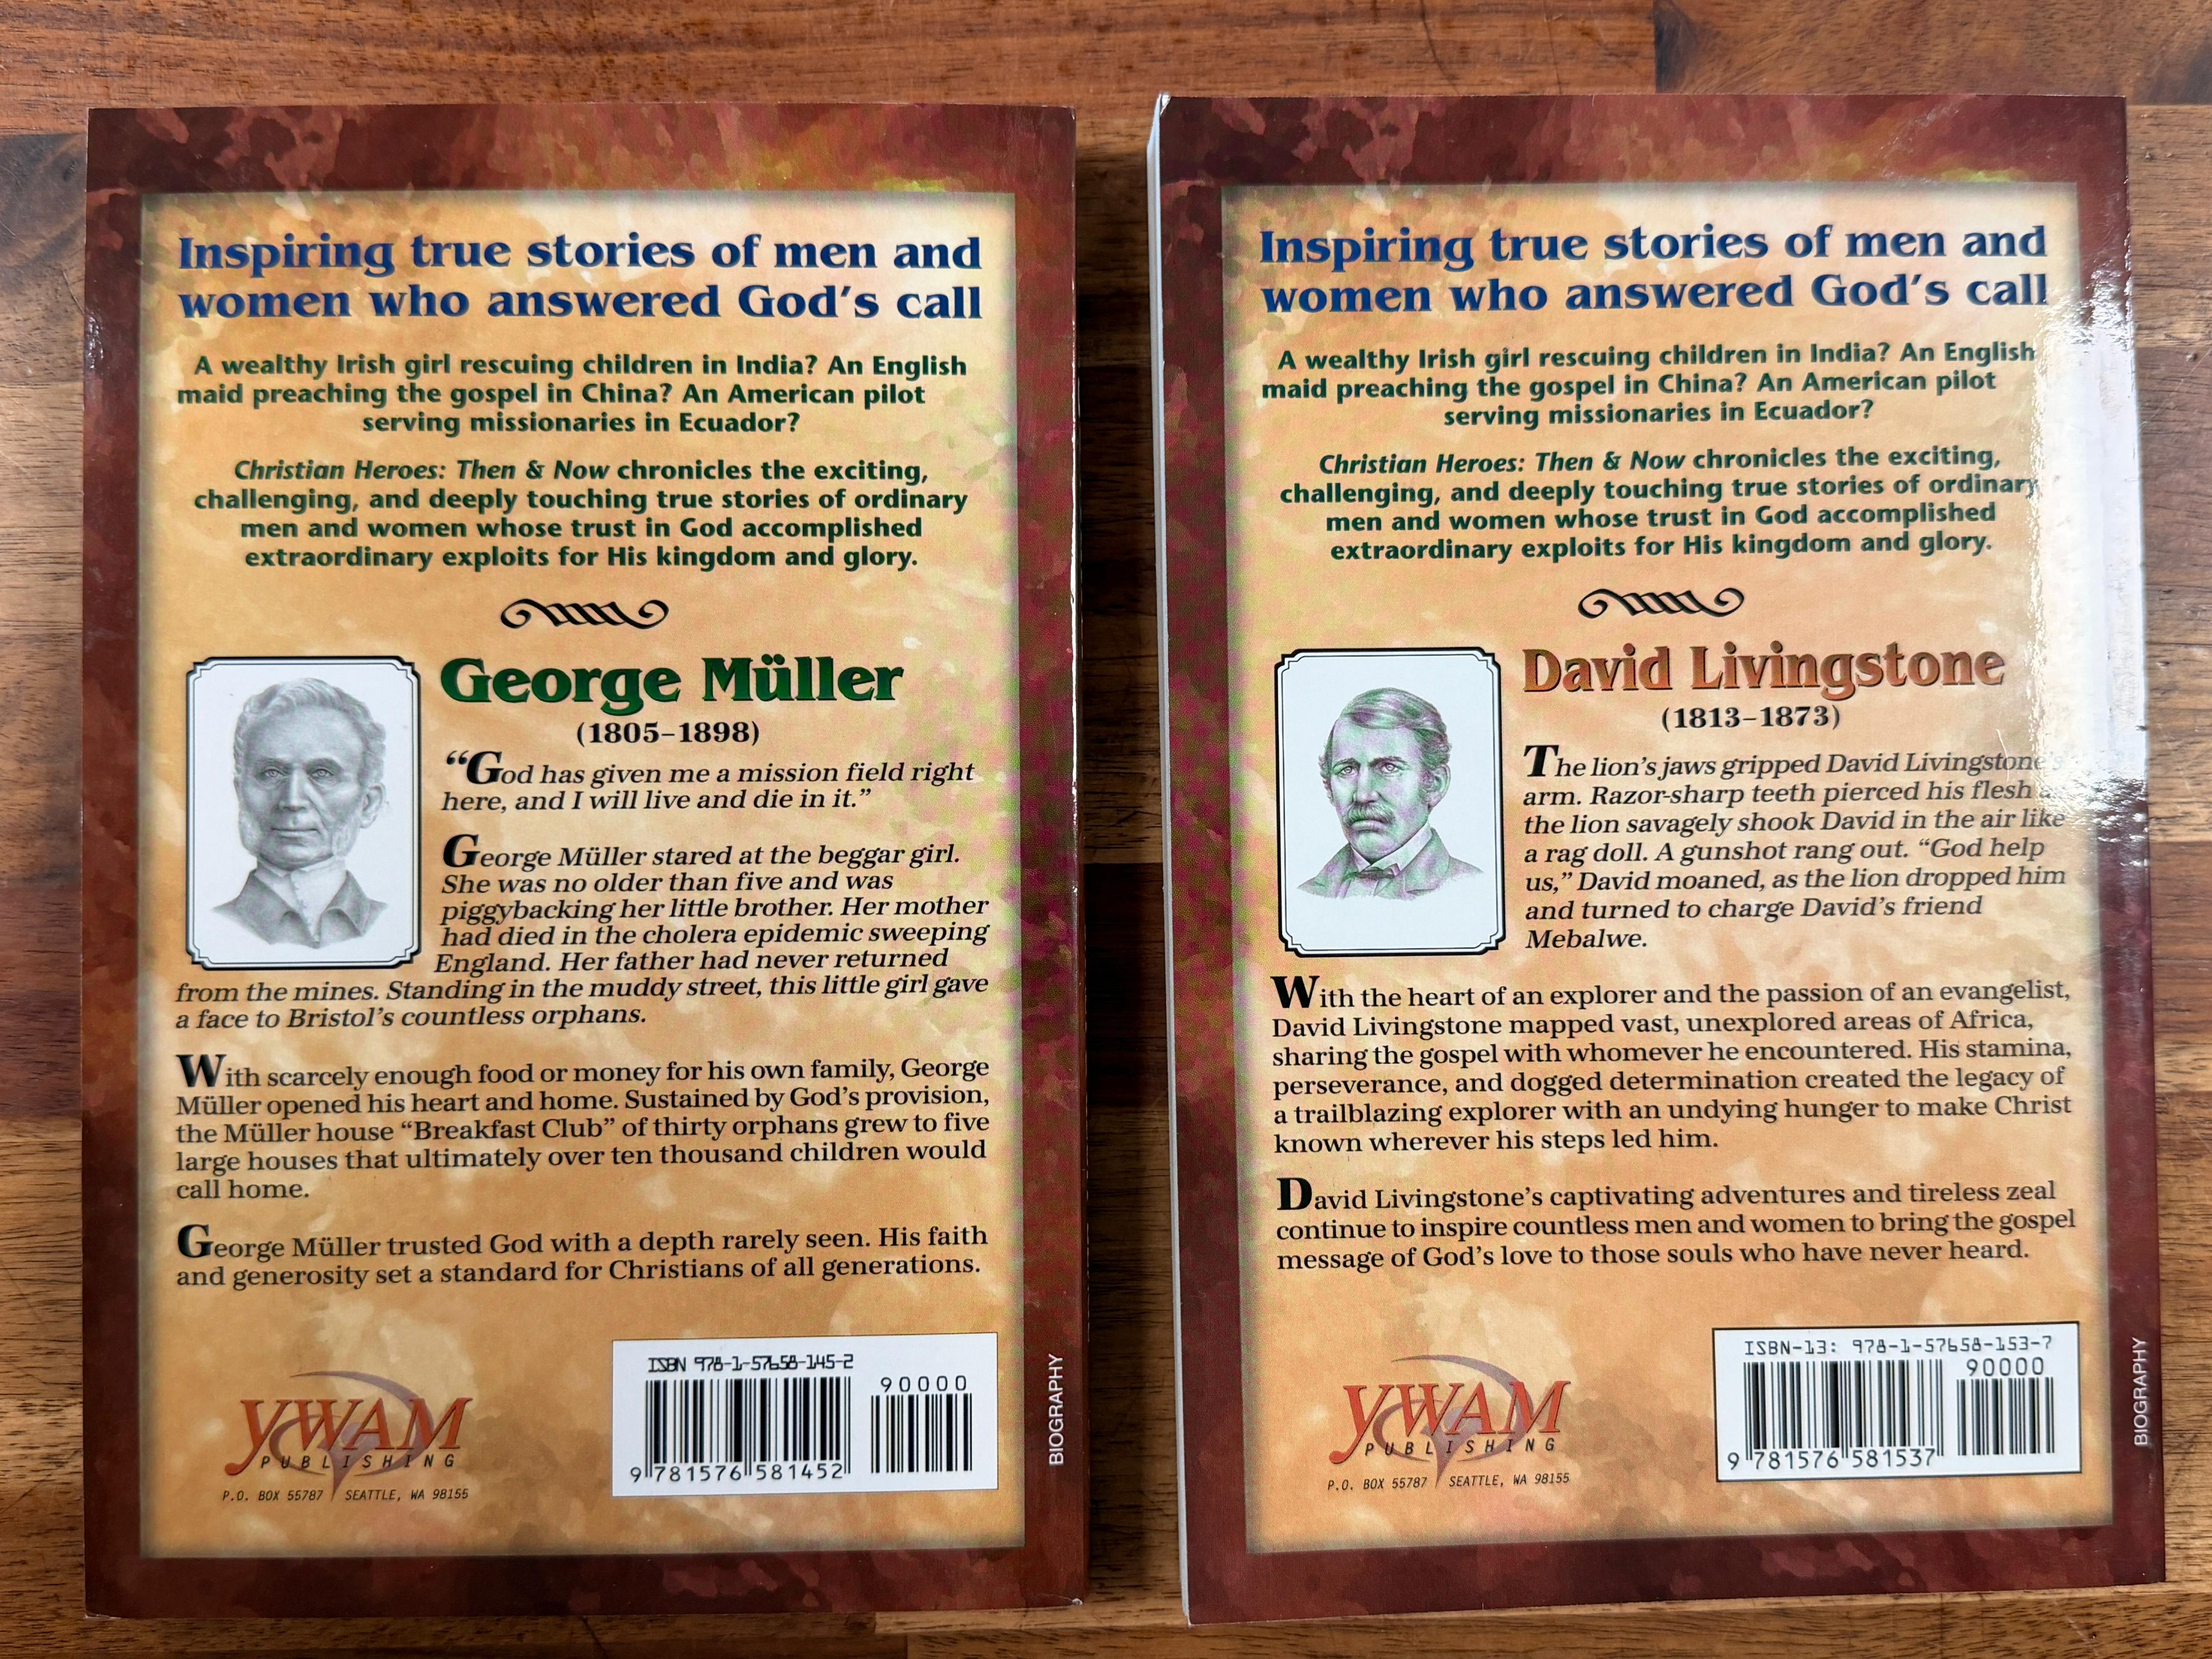 Inspiring true stories of men and
women who answered God's call
A wealthy Irish girl rescuing children in India? An English
maid preaching the gospel in China? An American pilot
serving missionaries in Ecuador?
Christian Heroes: Then & Now chronicles the exciting,
challenging, and deeply touching true stories of ordinary
men and women whose trust in God accomplished
extraordinary exploits for His kingdom and glory.
George Müller
(1805–1898)
“God has given me a mission field right
here, and I will live and die in it.”
George Müller stared at the beggar girl.
She was no older than five and was
piggybacking her little brother. Her mother
had died in the cholera epidemic sweeping
England. Her father had never returned
from the mines. Standing in the muddy street, this little girl gave
a face to Bristol's countless orphans.
With scarcely enough food or money for his own family, George
Müller opened his heart and home. Sustained by God's provision,
the Müller house “Breakfast Club” of thirty orphans grew to five
large houses that ultimately over ten thousand children would
call home.
George Müller trusted God with a depth rarely seen. His faith
and generosity set a standard for Christians of all generations.
YWAM
PUBLISHING
P.O. BOX 55787 / SEATTLE, WA 98155
ISBN 978-1-57658-145-2
90000
9 781576 581452
BIOGRAPHY
Inspiring true stories of men and
women who answered God's call
A wealthy Irish girl rescuing children in India? An English
maid preaching the gospel in China? An American pilot
serving missionaries in Ecuador?
Christian Heroes: Then & Now chronicles the exciting,
challenging, and deeply touching true stories of ordinary
men and women whose trust in God accomplished
extraordinary exploits for His kingdom and glory.
David Livingstone
(1813–1873)
The lion's jaws gripped David Livingstone's
arm. Razor-sharp teeth pierced his flesh
the lion savagely shook David in the air like
a rag doll. A gunshot rang out. “God help
us,” David moaned, as the lion dropped him
and turned to charge David's friend
Mebalwe.
With the heart of an explorer and the passion of an evangelist,
David Livingstone mapped vast, unexplored areas of Africa,
sharing the gospel with whomever he encountered. His stamina,
perseverance, and dogged determination created the legacy of
a trailblazing explorer with an undying hunger to make Christ
known wherever his steps led him.
David Livingstone's captivating adventures and tireless zeal
continue to inspire countless men and women to bring the gospel
message of God's love to those souls who have never heard.
YWAM
PUBLISHING
P.O. BOX 55787 / SEATTLE, WA 98155
ISBN-13: 978-1-57658-153-7
90000
9 781576 581537
BIOGRAPHY